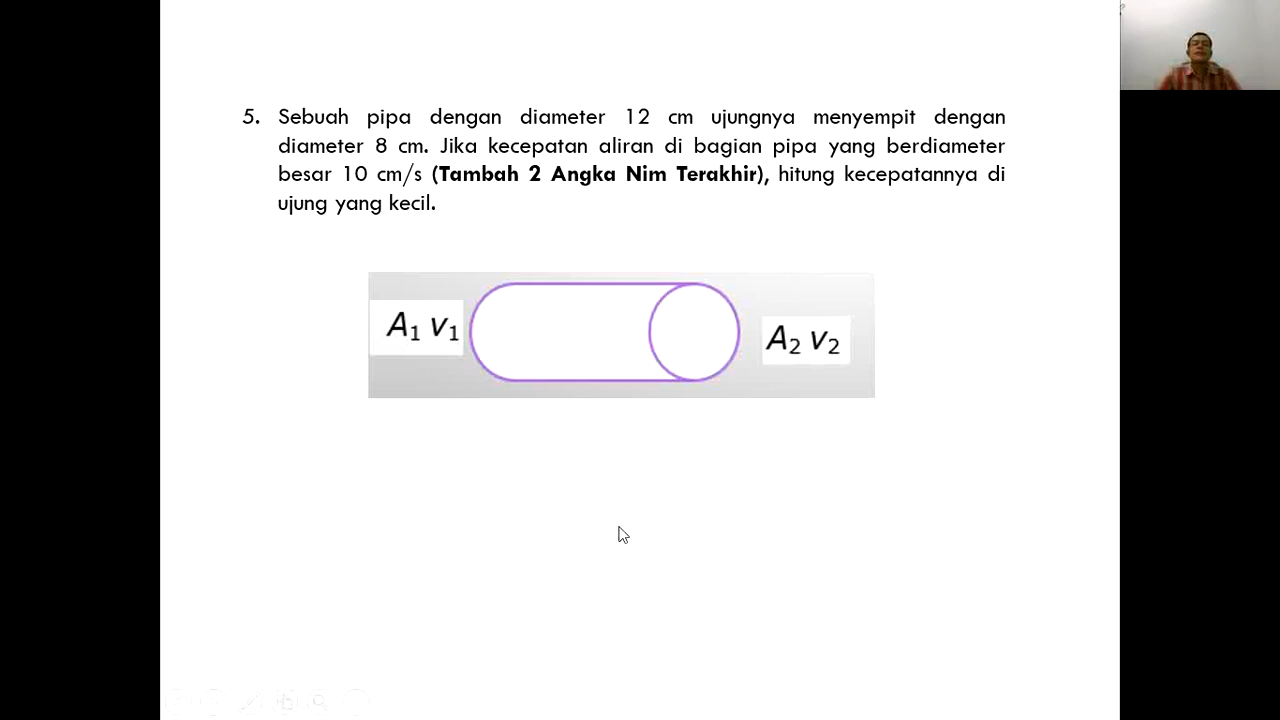 5. Sebuah pipa dengan diameter 12 cm ujungnya menyempit dengan
diameter 8 cm. Jika kecepatan aliran di bagian pipa yang berdiameter
besar 10 cm/s (Tambah 2 Angka Nim Terakhir), hitung kecepatannya di
ujung yang kecil.
A₁ v₁
A₂ v₂